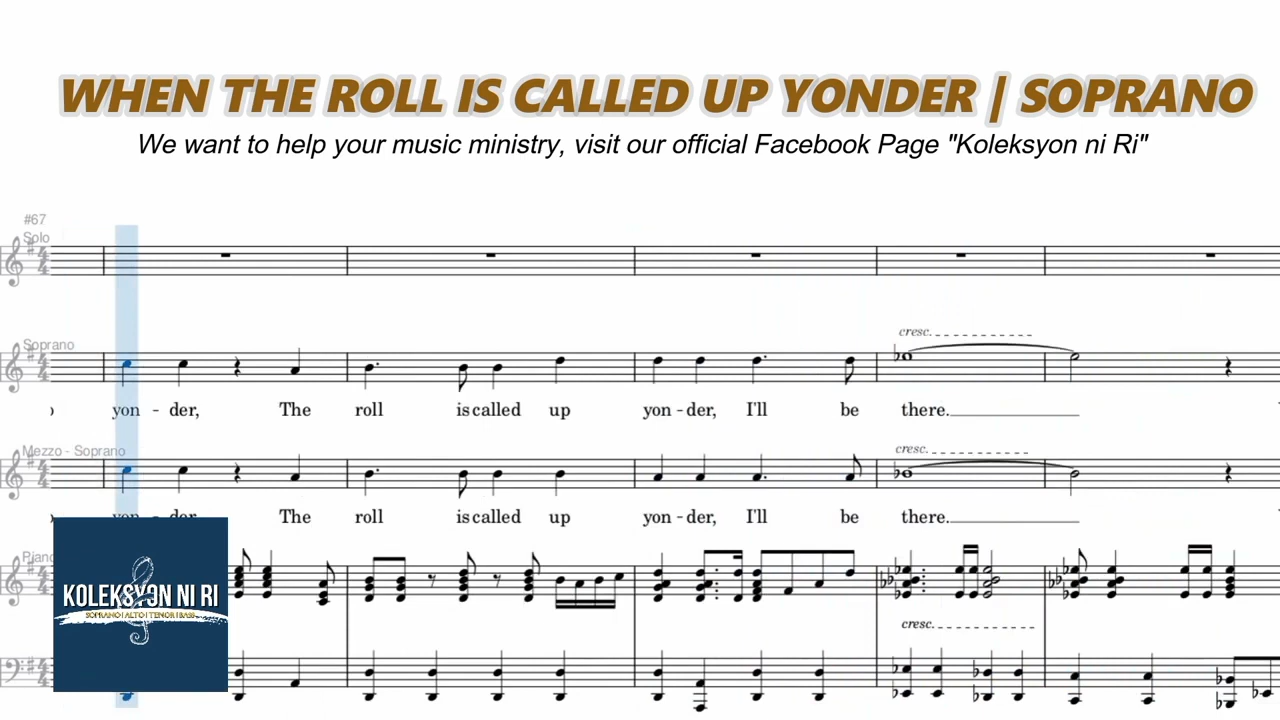 WHEN THE ROLL IS CALLED UP YONDER | SOPRANO
We want to help your music ministry, visit our official Facebook Page "Koleksyon ni Ri"
#67
Solo
cresc.
Soprano
yon - der, The roll is called up yon - der, I'll be there.
cresc.
Mezzo - Soprano
yon - der, The roll is called up yon - der, I'll be there.
Piano
KOLEKSYON NI RI
SOPRANO | ALTO | TENOR | BASS
cresc.